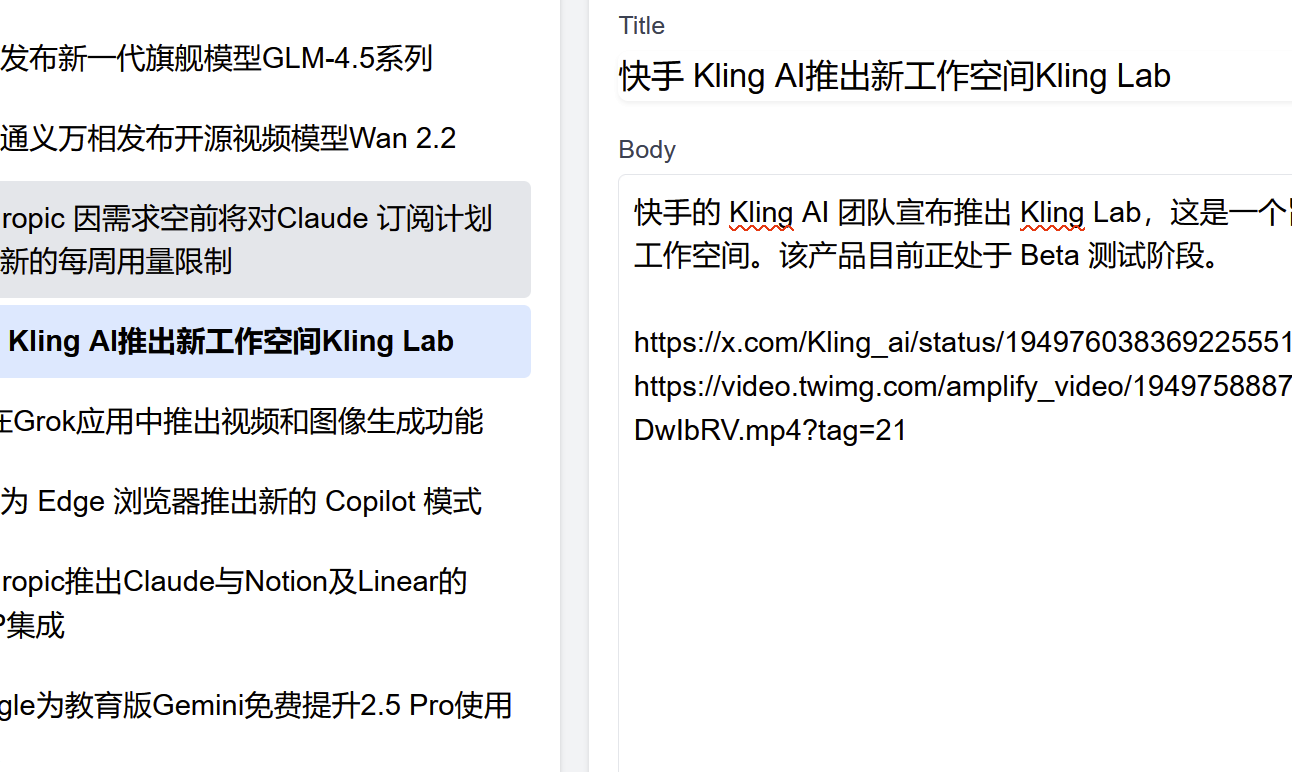 发布新一代旗舰模型GLM-4.5系列
通义万相发布开源视频模型Wan 2.2
ropic 因需求空前将对Claude 订阅计划
新的每周用量限制
Kling AI推出新工作空间Kling Lab
在Grok应用中推出视频和图像生成功能
为 Edge 浏览器推出新的 Copilot 模式
ropic推出Claude与Notion及Linear的
P集成
gle为教育版Gemini免费提升2.5 Pro使用
Title
快手 Kling AI推出新工作空间Kling Lab
Body
快手的 Kling AI 团队宣布推出 Kling Lab，这是一个
工作空间。该产品目前正处于 Beta 测试阶段。
https://x.com/Kling_ai/status/194976038369225551
https://video.twimg.com/amplify_video/1949758887
DwIbRV.mp4?tag=21